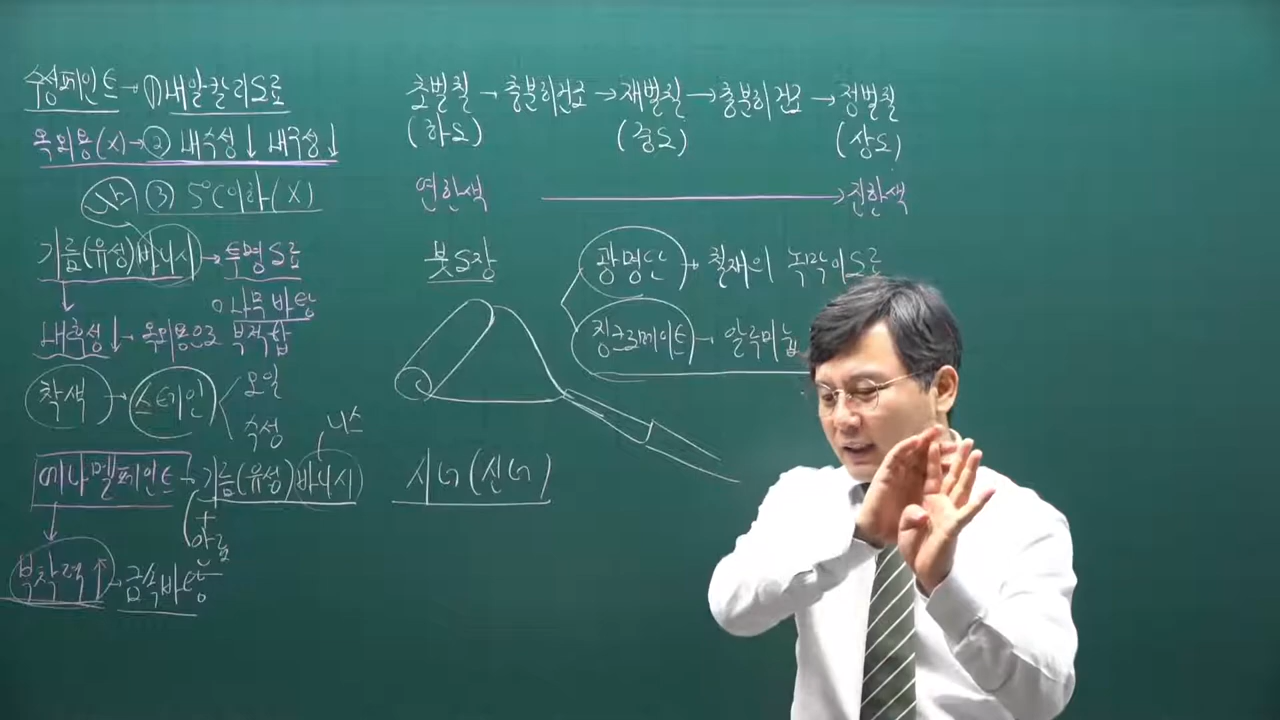 수성페인트 → ① 내알칼리도료
옥외용(X) → ② 내수성↓ 내구성↓
③ 5℃이하(X)
기름(유성)바니시 → 투명도료
○나무바탕
↓
내후성↓ → 옥외용으로 부적합
착색 → 스테인 < 오일
수성
니스
에나멜페인트 → 기름(유성)바니시
+
안료
↓
부착력↑ → 금속바탕
초벌칠 → 충분히건조 → 재벌칠 → 충분히건조 → 정벌칠
(하도) (중도) (상도)
연한색 → 진한색
붓도장
광명단 → 철재의 녹막이도료
징크로메이트 → 알루미늄
시너(신너)